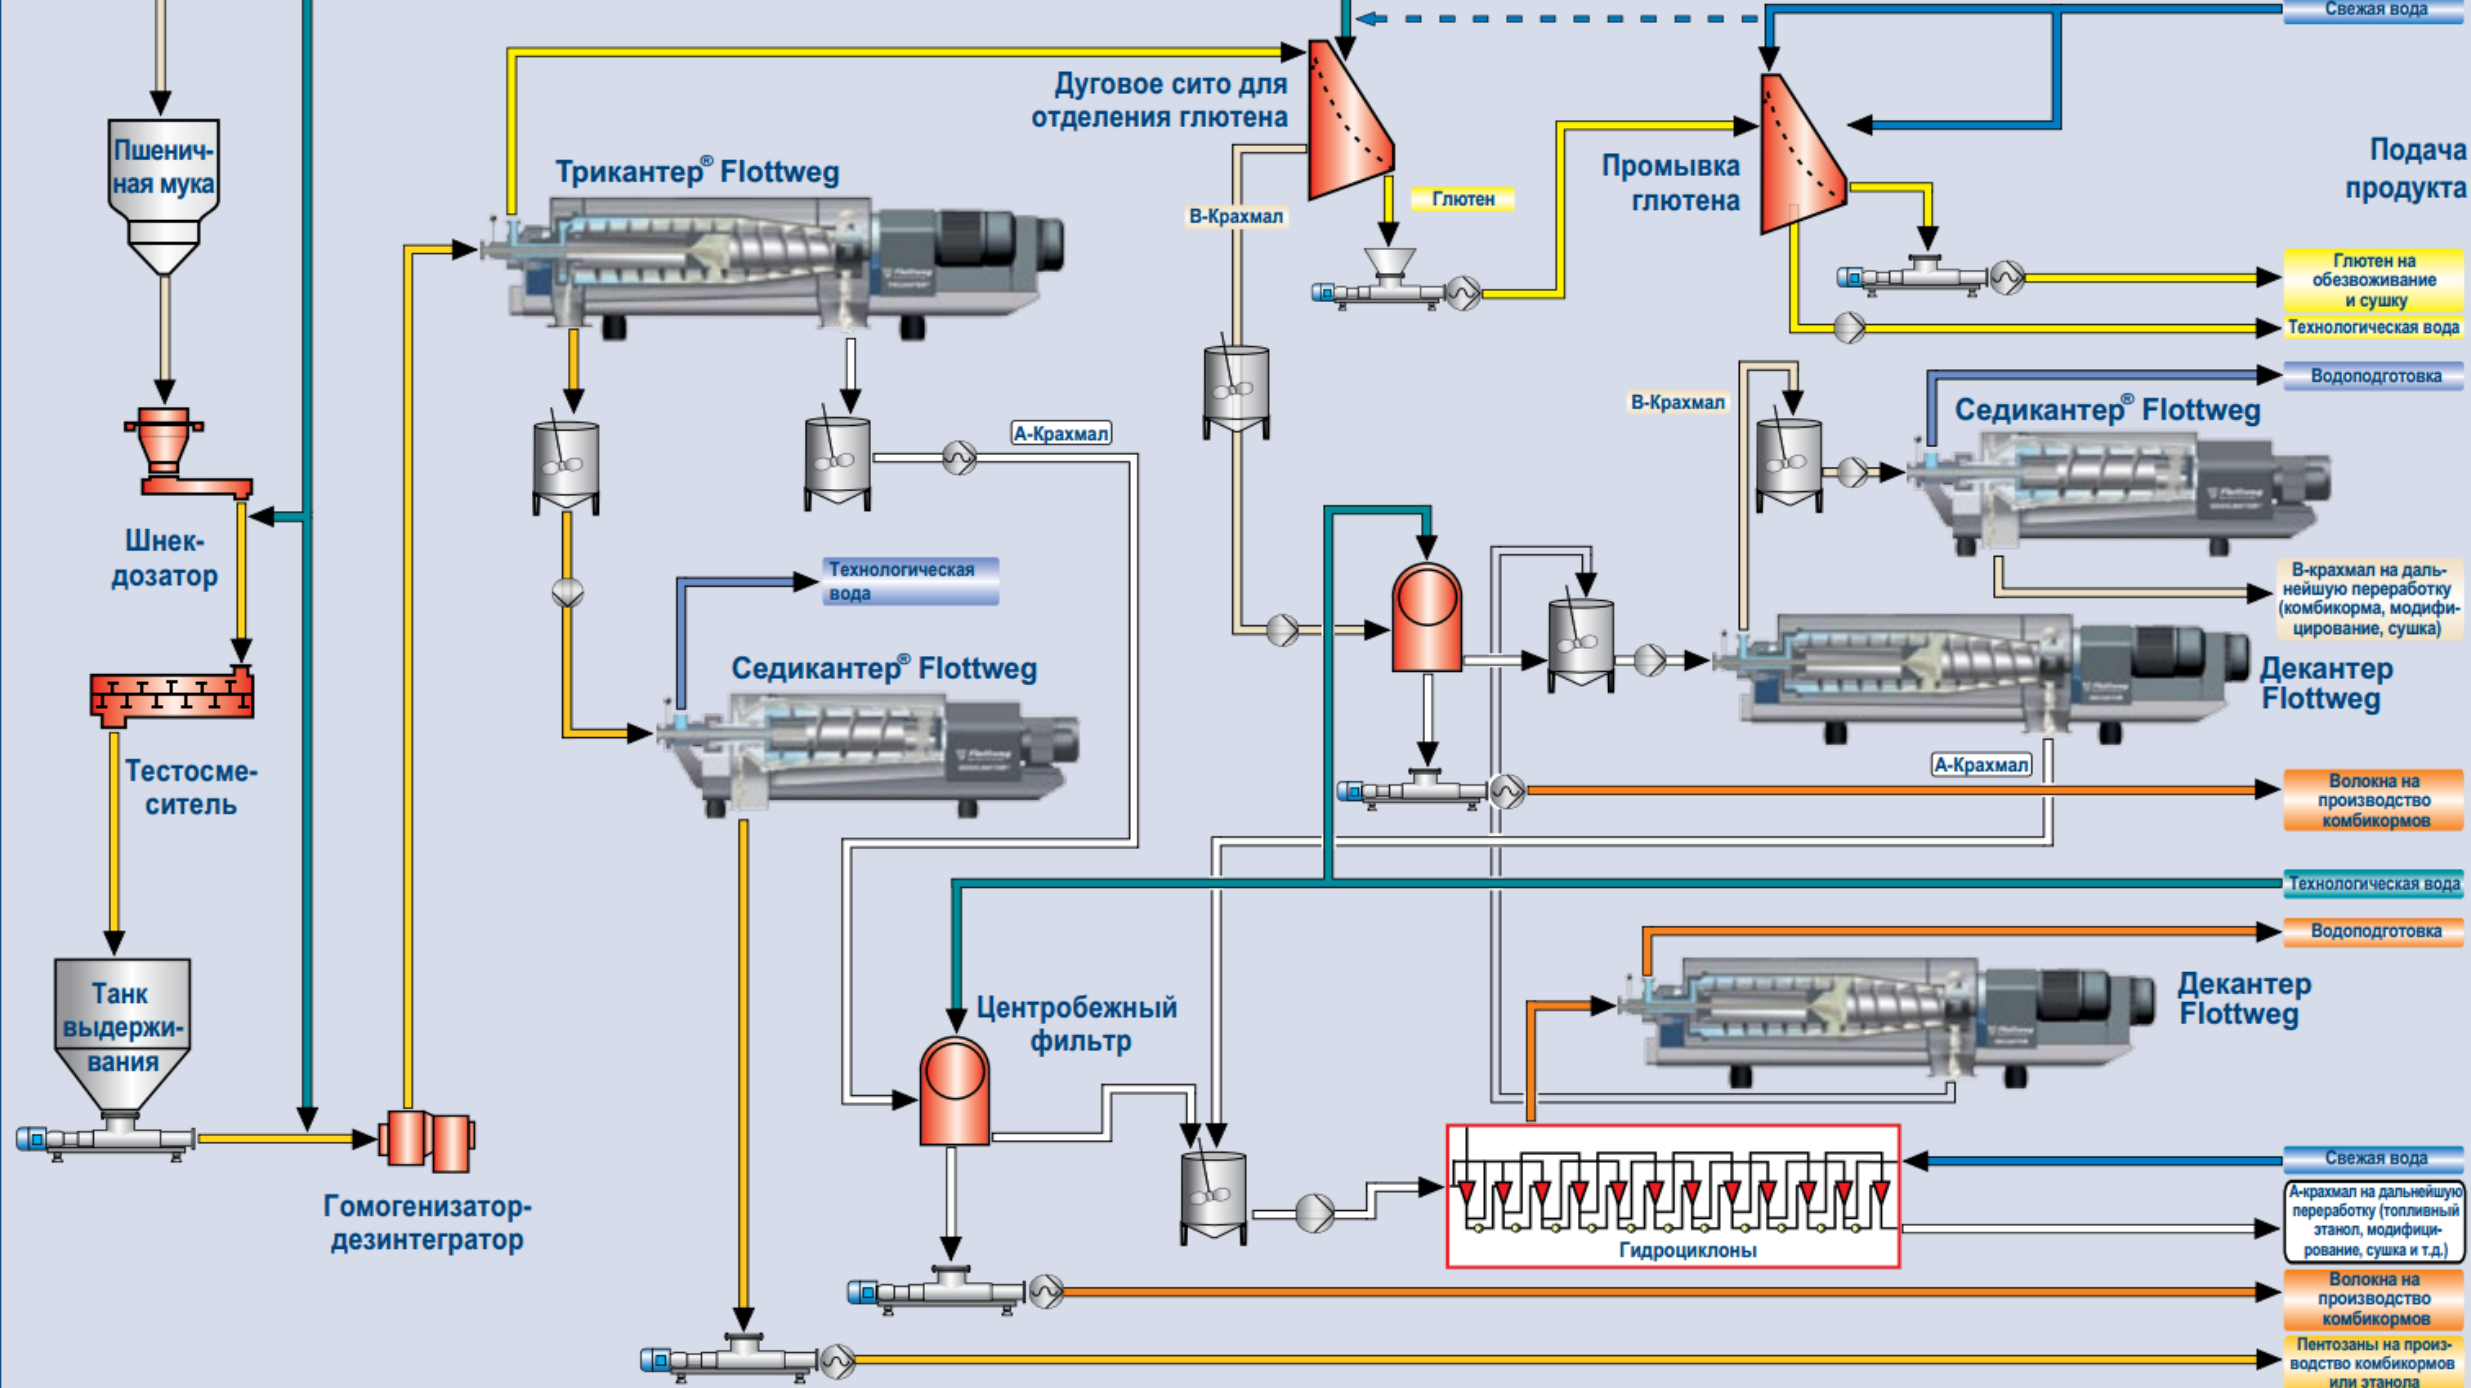 Свежая вода
Дуговое сито для
отделения глютена
Пшенич-
ная мука
Трикантер® Flottweg
Промывка
глютена
Подача
продукта
Глютен
В-Крахмал
Глютен на
обезвоживание
и сушку
Технологическая вода
Водоподготовка
В-Крахмал
Седикантер® Flottweg
А-Крахмал
Шнек-
дозатор
Технологическая
вода
В-крахмал на даль-
нейшую переработку
(комбикорма, модифи-
цирование, сушка)
Седикантер® Flottweg
Декантер
Flottweg
Тестосме-
ситель
А-Крахмал
Волокна на
производство
комбикормов
Технологическая вода
Водоподготовка
Танк
выдержи-
вания
Центробежный
фильтр
Декантер
Flottweg
Гомогенизатор-
дезинтегратор
Свежая вода
А-крахмал на дальнейшую
переработку (топливный
этанол, модифици-
рование, сушка и т.д.)
Гидроциклоны
Волокна на
производство
комбикормов
Пентозаны на произ-
водство комбикормов
или этанола